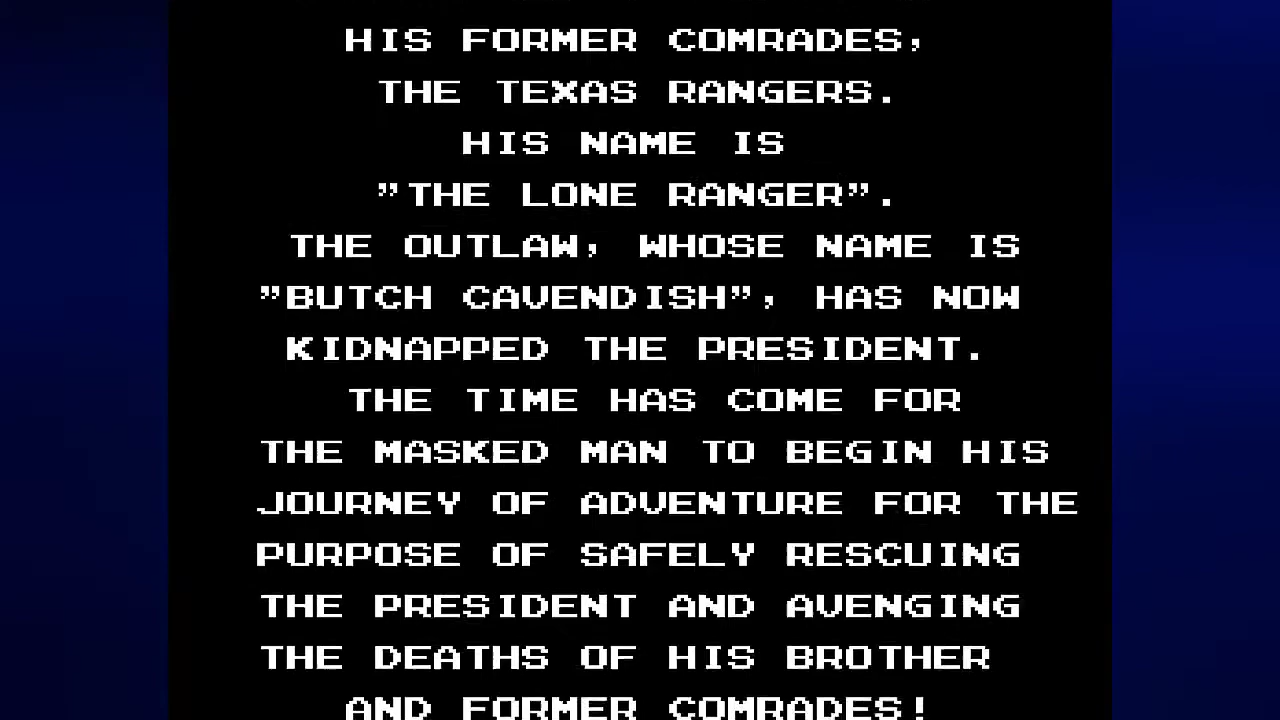 HIS FORMER COMRADES,
THE TEXAS RANGERS.
HIS NAME IS
"THE LONE RANGER".
THE OUTLAW, WHOSE NAME IS
"BUTCH CAVENDISH", HAS NOW
KIDNAPPED THE PRESIDENT.
THE TIME HAS COME FOR
THE MASKED MAN TO BEGIN HIS
JOURNEY OF ADVENTURE FOR THE
PURPOSE OF SAFELY RESCUING
THE PRESIDENT AND AVENGING
THE DEATHS OF HIS BROTHER
AND FORMER COMRADES!